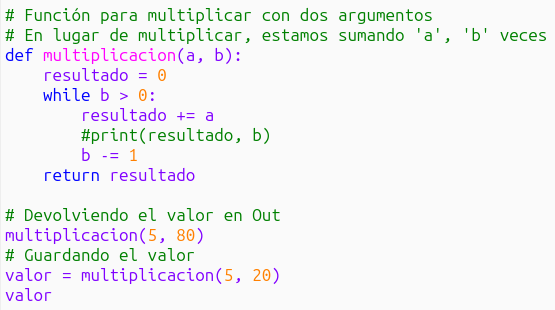 # Función para multiplicar con dos argumentos
# En lugar de multiplicar, estamos sumando 'a', 'b' veces
def multiplicacion(a, b):
    resultado = 0
    while b > 0:
        resultado += a
        #print(resultado, b)
        b -= 1
    return resultado

# Devolviendo el valor en Out
multiplicacion(5, 80)
# Guardando el valor
valor = multiplicacion(5, 20)
valor